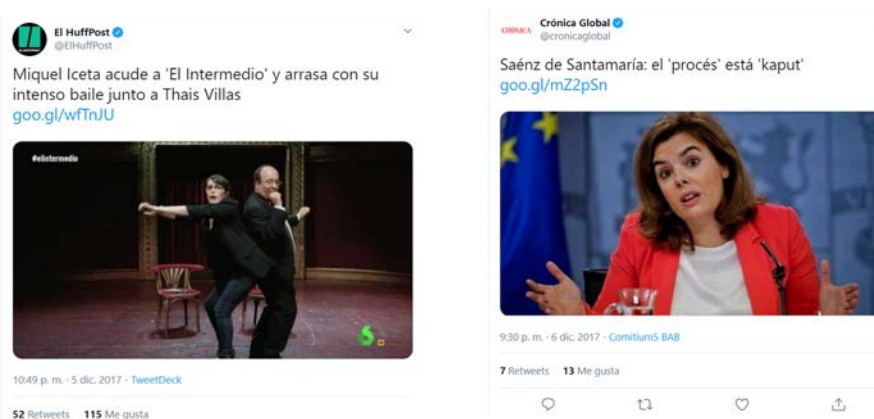 El HuffPost
@ElHuffPost
Miquel Iceta acude a 'El Intermedio' y arrasa con su
intenso baile junto a Thais Villas
goo.gl/wfTnJU
#elintermedio
10:49 p. m. · 5 dic. 2017 · TweetDeck
52 Retweets 115 Me gusta
CRÓNICA
Crónica Global
@cronicaglobal
Saénz de Santamaría: el 'procés' está 'kaput'
goo.gl/mZ2pSn
9:30 p. m. · 6 dic. 2017 · Comitium5 BAB
7 Retweets 13 Me gusta